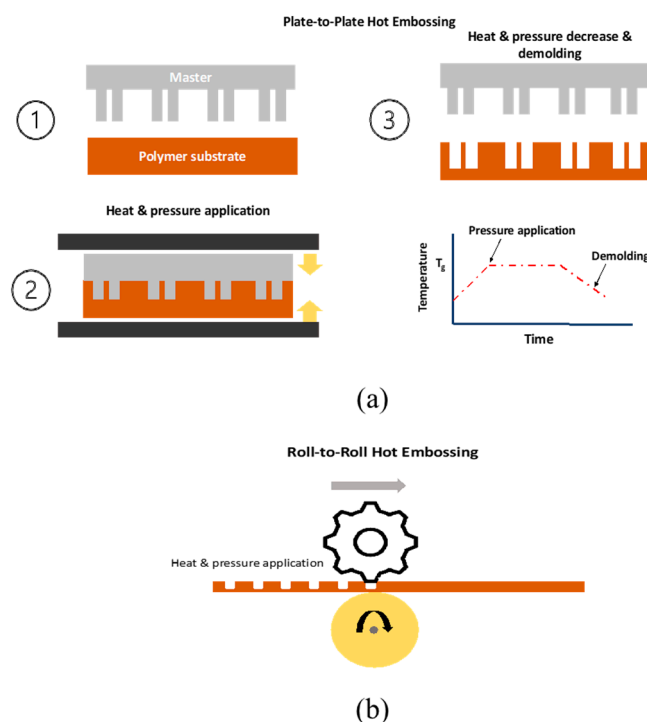 Plate-to-Plate Hot Embossing
Master
1
Polymer substrate
Heat & pressure application
2
Heat & pressure decrease &
demolding
3
Pressure application
Tg
Demolding
Temperature
Time
(a)
Roll-to-Roll Hot Embossing
Heat & pressure application
(b)